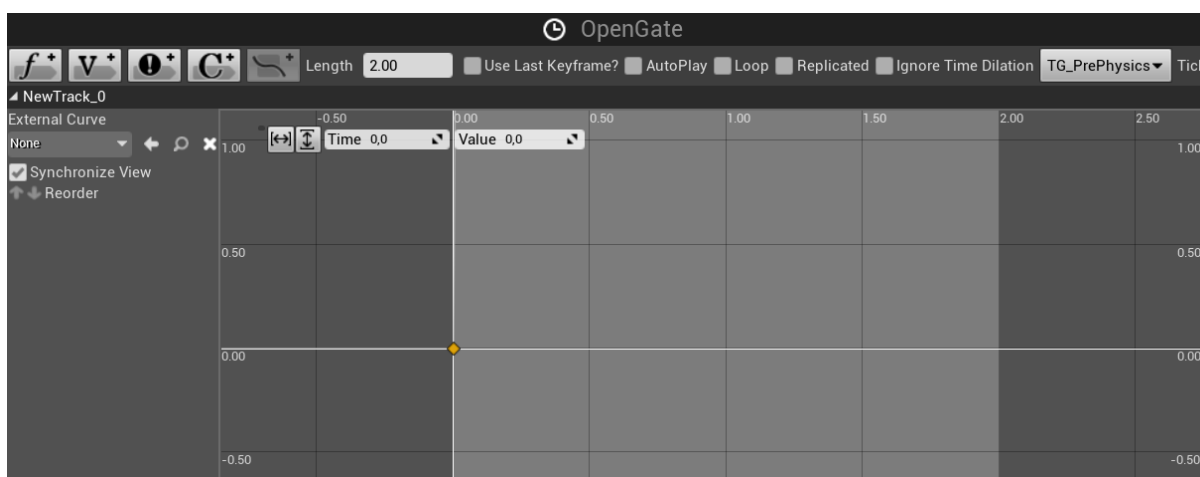 OpenGate
f+ V+ !+ C+ Length 2.00 Use Last Keyframe? AutoPlay Loop Replicated Ignore Time Dilation TG_PrePhysics Tic
NewTrack_0
External Curve
None
Synchronize View
Reorder
-0.50 0.00 0.50 1.00 1.50 2.00 2.50
Time 0,0 Value 0,0
1.00 1.00
0.50 0.50
0.00 0.00
-0.50 -0.50